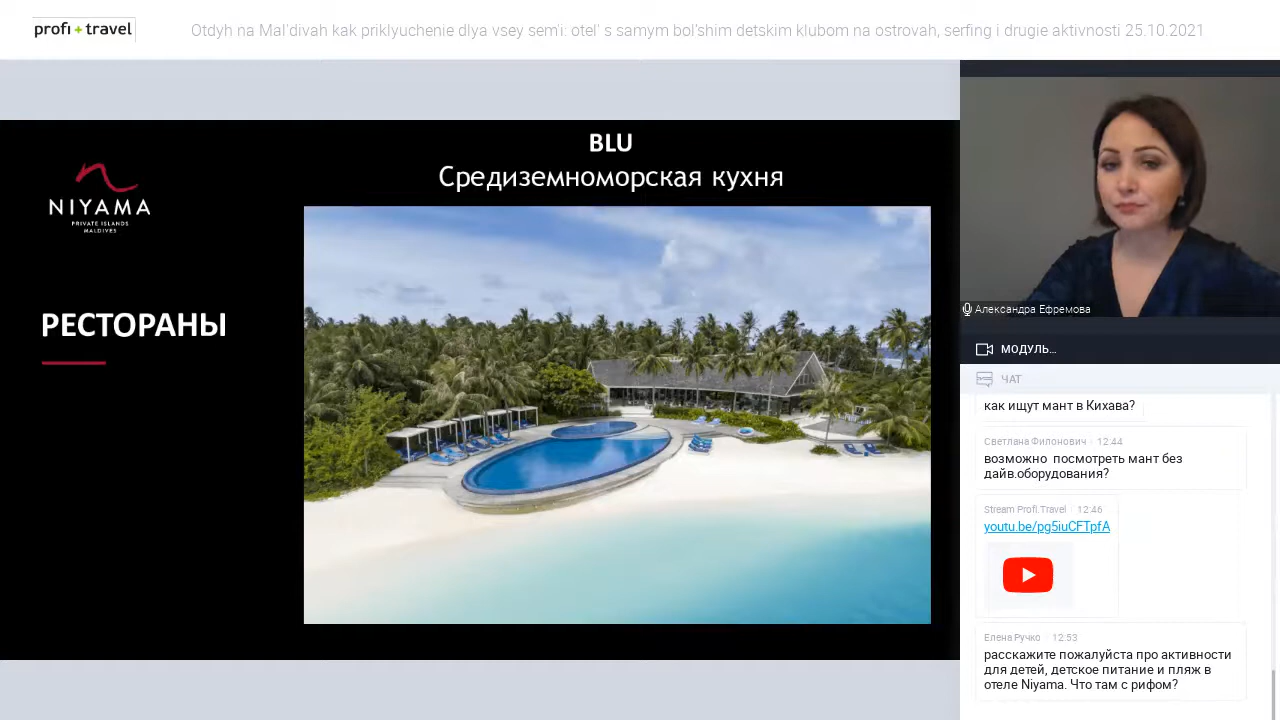 profi + travel
Otdyh na Mal'divah kak priklyuchenie dlya vsey sem'i: otel' s samym bol'shim detskim klubom na ostrovah, serfing i drugie aktivnosti 25.10.2021
BLU
Средиземноморская кухня
NIYAMA
PRIVATE ISLANDS
MALDIVES
РЕСТОРАНЫ
Александра Ефремова
МОДУЛЬ...
ЧАТ
как ищут мант в Кихава?
Светлана Филонович · 12:44
возможно посмотреть мант без
дайв.оборудования?
Stream Profi.Travel · 12:46
youtu.be/pg5iuCFTpfA
Елена Ручко · 12:53
расскажите пожалуйста про активности
для детей, детское питание и пляж в
отеле Niyama. Что там с рифом?